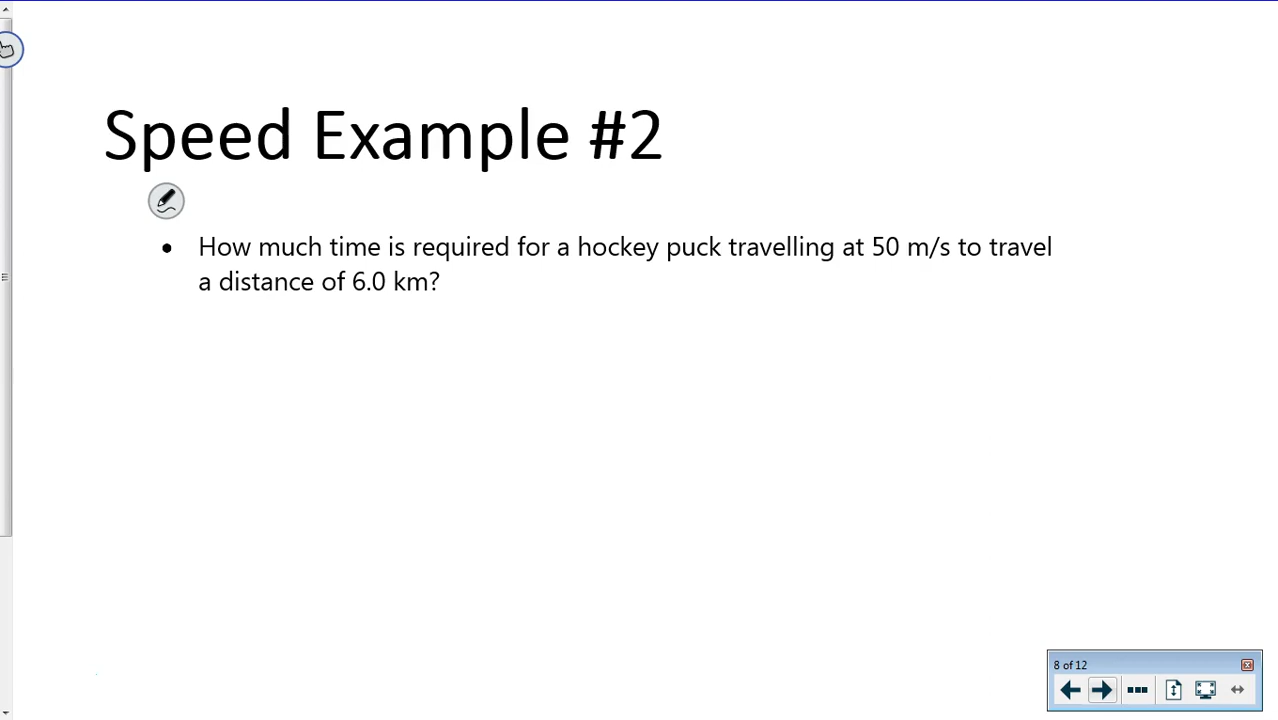 Speed Example #2
• How much time is required for a hockey puck travelling at 50 m/s to travel
a distance of 6.0 km?
8 of 12